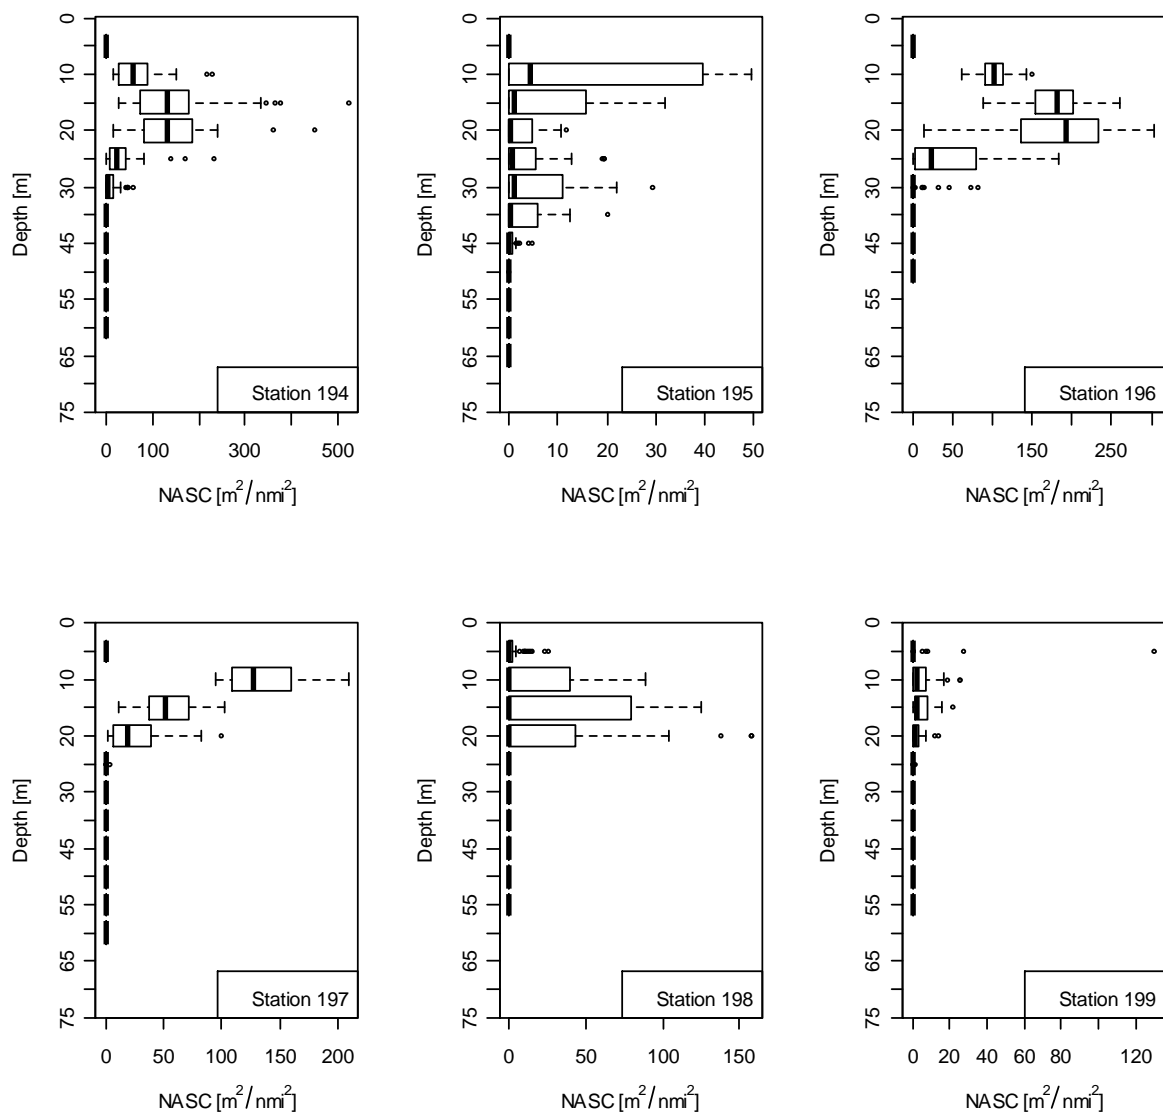 Depth [m]
0
10
20
30
45
55
65
75
Station 194
0 100 300 500
NASC [m²/nmi²]
Depth [m]
0
10
20
30
45
55
65
75
Station 195
0 10 20 30 40 50
NASC [m²/nmi²]
Depth [m]
0
10
20
30
45
55
65
75
Station 196
0 50 150 250
NASC [m²/nmi²]
Depth [m]
0
10
20
30
45
55
65
75
Station 197
0 50 100 150 200
NASC [m²/nmi²]
Depth [m]
0
10
20
30
45
55
65
75
Station 198
0 50 100 150
NASC [m²/nmi²]
Depth [m]
0
10
20
30
45
55
65
75
Station 199
0 20 40 60 80 120
NASC [m²/nmi²]